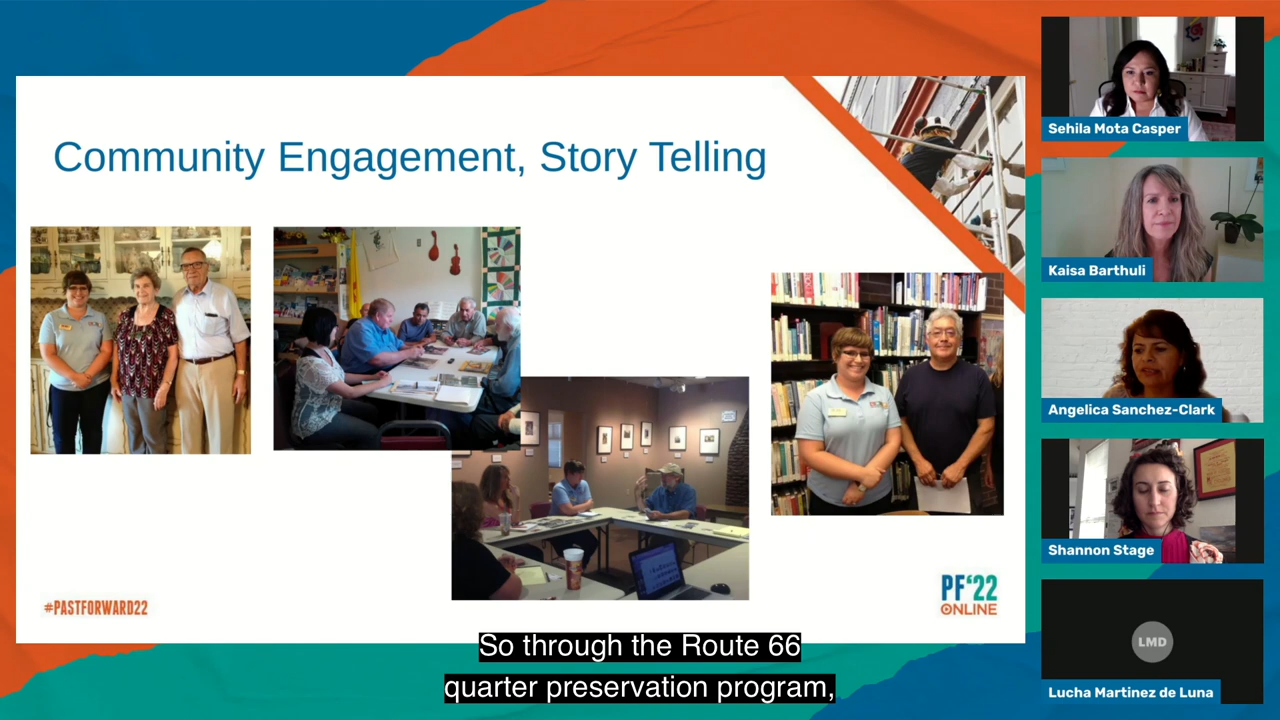 Community Engagement, Story Telling
#PASTFORWARD22
PF'22
ONLINE
So through the Route 66
quarter preservation program,
Sehila Mota Casper
Kaisa Barthuli
Angelica Sanchez-Clark
Shannon Stage
LMD
Lucha Martinez de Luna